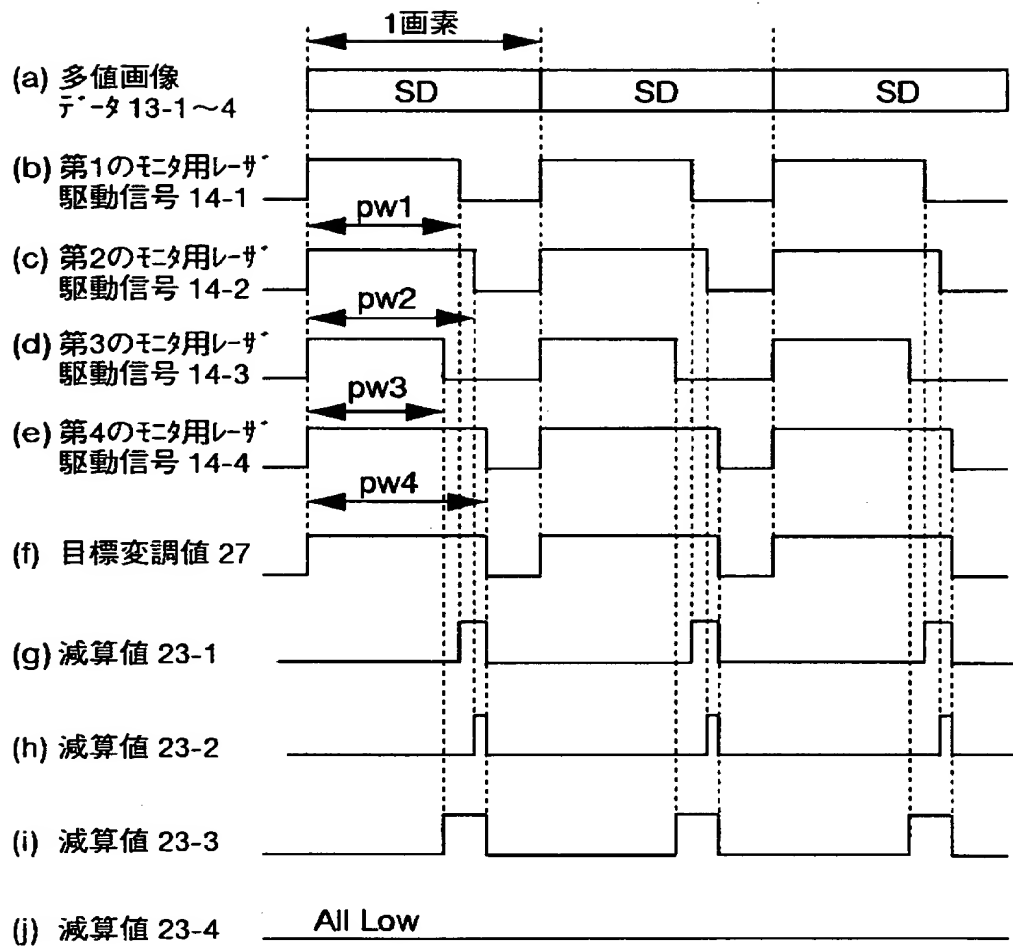 1画素
(a) 多値画像
データ 13-1～4
SD SD SD
(b) 第1のﾓﾆﾀ用ﾚｰｻﾞ
駆動信号 14-1
pw1
(c) 第2のﾓﾆﾀ用ﾚｰｻﾞ
駆動信号 14-2
pw2
(d) 第3のﾓﾆﾀ用ﾚｰｻﾞ
駆動信号 14-3
pw3
(e) 第4のﾓﾆﾀ用ﾚｰｻﾞ
駆動信号 14-4
pw4
(f) 目標変調値 27
(g) 減算値 23-1
(h) 減算値 23-2
(i) 減算値 23-3
(j) 減算値 23-4
All Low